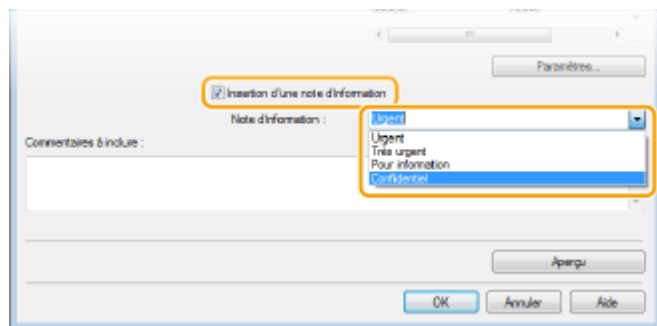 Paramètres...
Insertion d'une note d'information
Note d'information :
Urgent
Urgent
Très urgent
Pour information
Confidentiel
Commentaires à inclure :
Aperçu
OK
Annuler
Aide